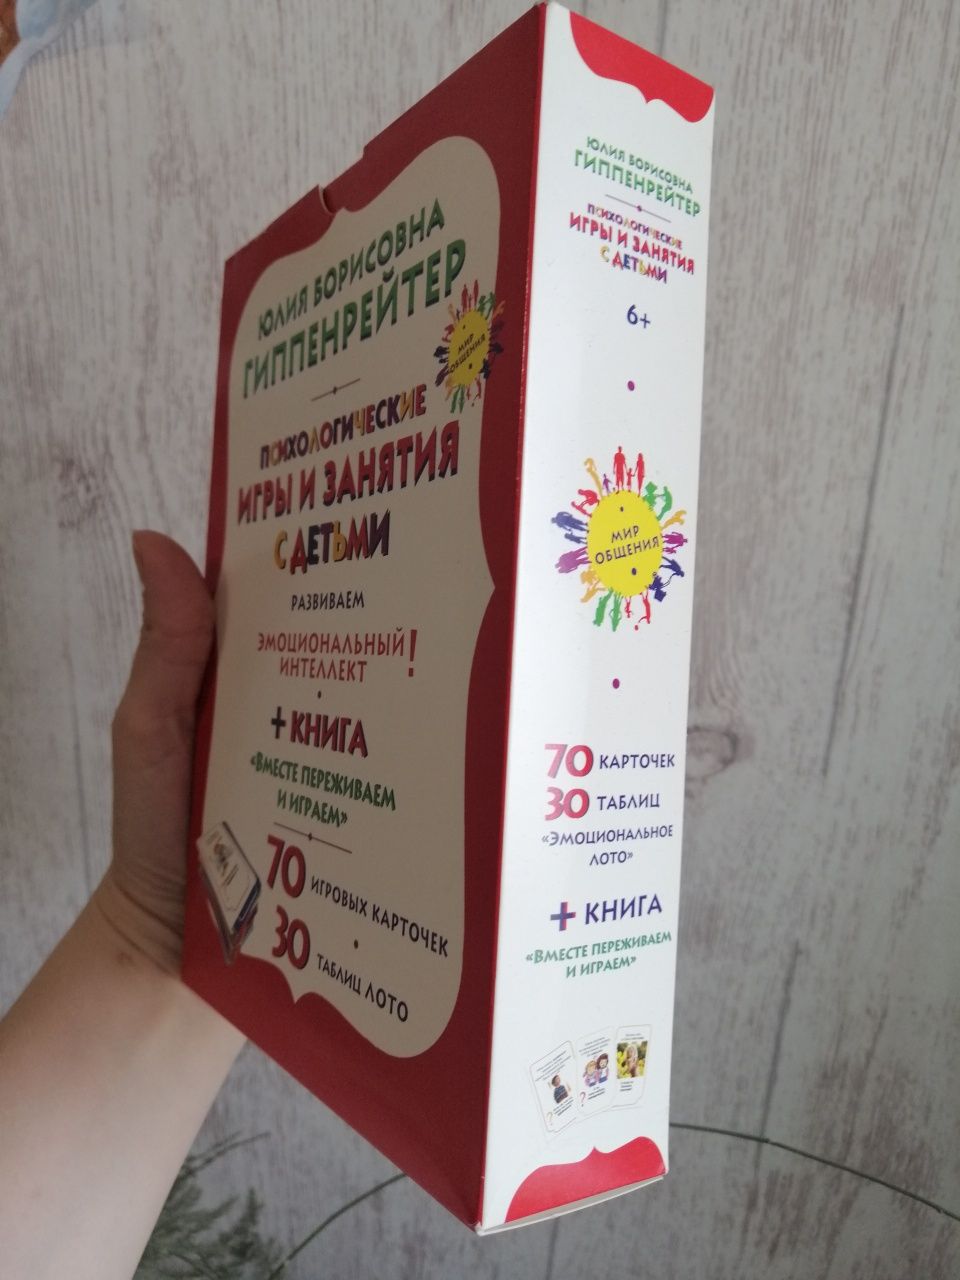 ЮЛИЯ БОРИСОВНА
ГИППЕНРЕЙТЕР
МИР
ОБЩЕНИЯ
ПСИХОЛОГИЧЕСКИЕ
ИГРЫ И ЗАНЯТИЯ
С ДЕТЬМИ
РАЗВИВАЕМ
ЭМОЦИОНАЛЬНЫЙ
ИНТЕЛЛЕКТ!
+ КНИГА
«ВМЕСТЕ ПЕРЕЖИВАЕМ
И ИГРАЕМ»
70 ИГРОВЫХ КАРТОЧЕК
30 ТАБЛИЦ ЛОТО
ЮЛИЯ БОРИСОВНА
ГИППЕНРЕЙТЕР
ПСИХОЛОГИЧЕСКИЕ
ИГРЫ И ЗАНЯТИЯ
С ДЕТЬМИ
6+
МИР
ОБЩЕНИЯ
70 КАРТОЧЕК
30 ТАБЛИЦ
«ЭМОЦИОНАЛЬНОЕ
ЛОТО»
+ КНИГА
«ВМЕСТЕ ПЕРЕЖИВАЕМ
И ИГРАЕМ»